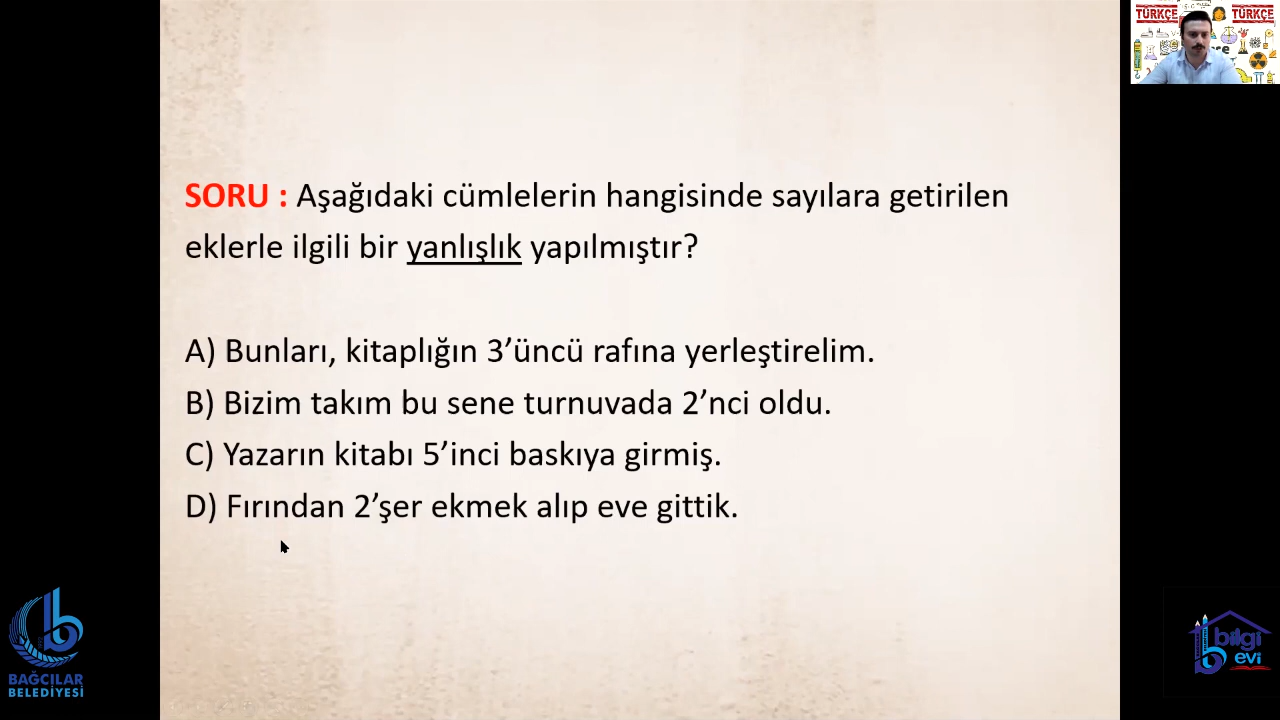 SORU : Aşağıdaki cümlelerin hangisinde sayılara getirilen
eklerle ilgili bir yanlışlık yapılmıştır?
A) Bunları, kitaplığın 3’üncü rafına yerleştirelim.
B) Bizim takım bu sene turnuvada 2’nci oldu.
C) Yazarın kitabı 5’inci baskıya girmiş.
D) Fırından 2’şer ekmek alıp eve gittik.
TÜRKÇE
TÜRKÇE
BAĞCILAR
BELEDİYESİ
bilgi
evi